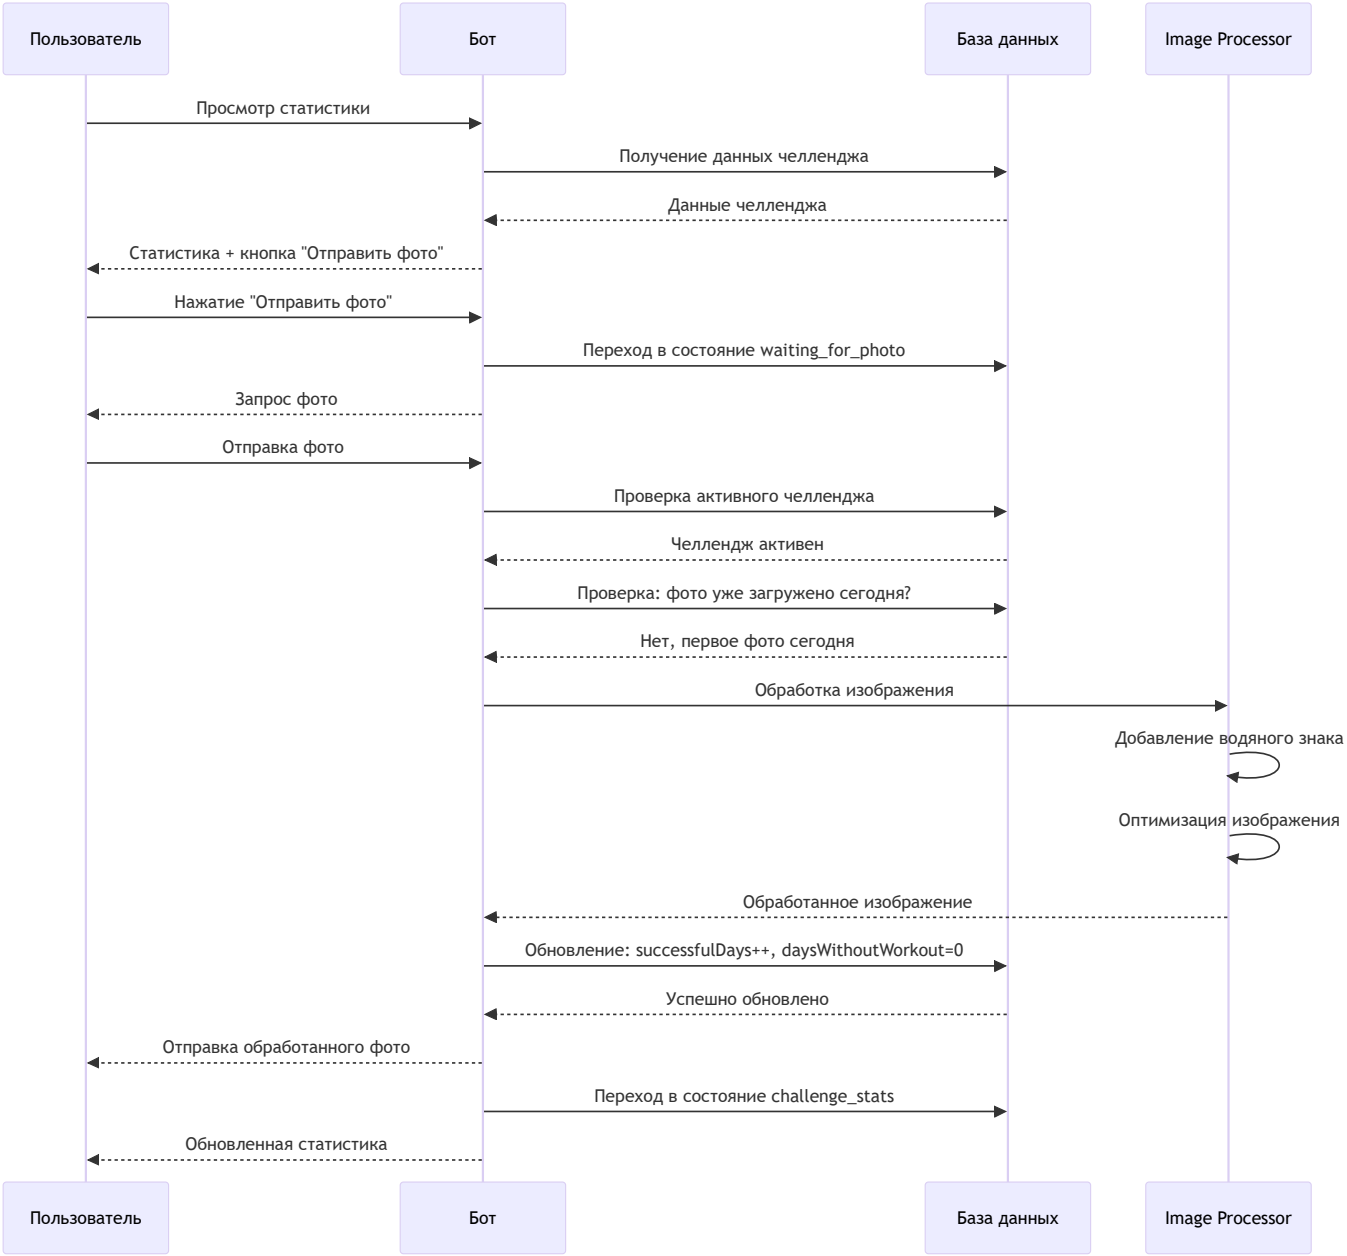 Пользователь
Бот
База данных
Image Processor
Просмотр статистики
Получение данных челленджа
Данные челленджа
Статистика + кнопка "Отправить фото"
Нажатие "Отправить фото"
Переход в состояние waiting_for_photo
Запрос фото
Отправка фото
Проверка активного челленджа
Челлендж активен
Проверка: фото уже загружено сегодня?
Нет, первое фото сегодня
Обработка изображения
Добавление водяного знака
Оптимизация изображения
Обработанное изображение
Обновление: successfulDays++, daysWithoutWorkout=0
Успешно обновлено
Отправка обработанного фото
Переход в состояние challenge_stats
Обновленная статистика
Пользователь
Бот
База данных
Image Processor